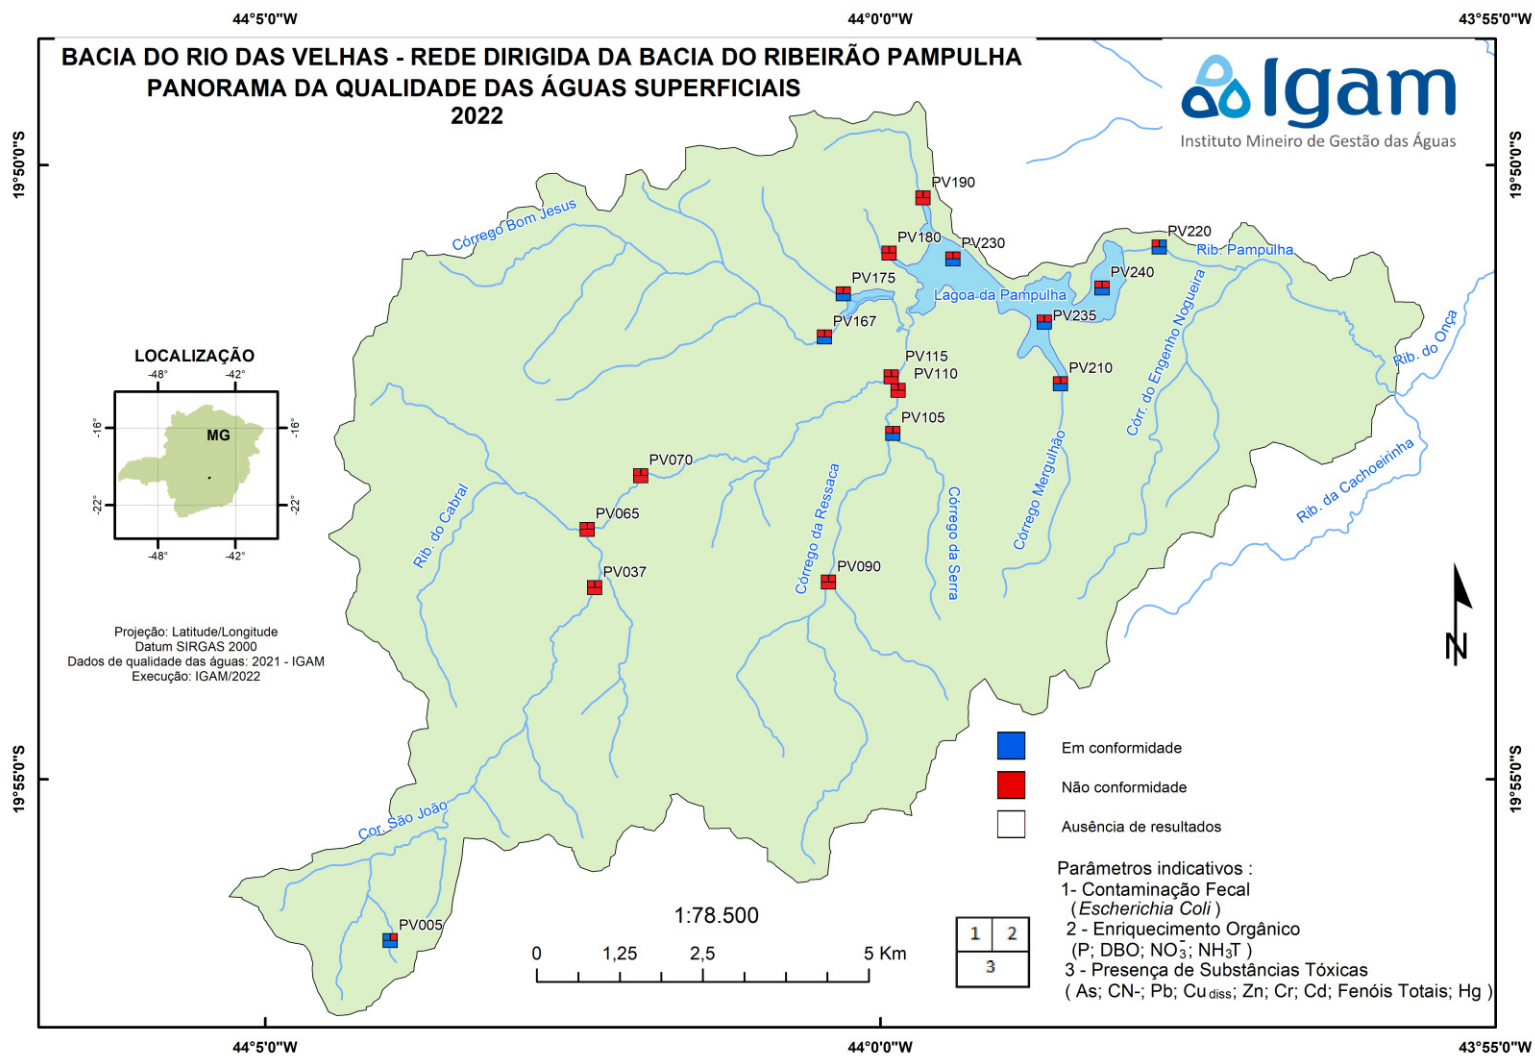 44°5'0"W
44°0'0"W
43°55'0"W
BACIA DO RIO DAS VELHAS - REDE DIRIGIDA DA BACIA DO RIBEIRÃO PAMPULHA
PANORAMA DA QUALIDADE DAS ÁGUAS SUPERFICIAIS
2022
Igam
Instituto Mineiro de Gestão das Águas
19°50'0"S
19°50'0"S
PV190
Córrego Bom Jesus
PV180
PV230
PV220
Rib. Pampulha
PV175
PV240
Lagoa da Pampulha
PV167
PV235
Córr. do Engenho Nogueira
Rib. do Onça
LOCALIZAÇÃO
-48°
-42°
-16°
MG
-16°
-22°
-22°
-48°
-42°
PV115
PV110
PV210
PV105
PV070
Rib. do Cabral
PV065
Córrego da Ressaca
Córrego da Serra
Córrego Mergulhão
Rib. da Cachoeirinha
PV037
PV090
N
Projeção: Latitude/Longitude
Datum SIRGAS 2000
Dados de qualidade das águas: 2021 - IGAM
Execução: IGAM/2022
19°55'0"S
19°55'0"S
Cor. São João
PV005
Em conformidade
Não conformidade
Ausência de resultados
Parâmetros indicativos :
1- Contaminação Fecal
(Escherichia Coli )
2 - Enriquecimento Orgânico
(P; DBO; NO₃⁻; NH₃T )
3 - Presença de Substâncias Tóxicas
( As; CN-; Pb; Cu diss; Zn; Cr; Cd; Fenóis Totais; Hg )
1 2
3
1:78.500
0 1,25 2,5 5 Km
44°5'0"W
44°0'0"W
43°55'0"W